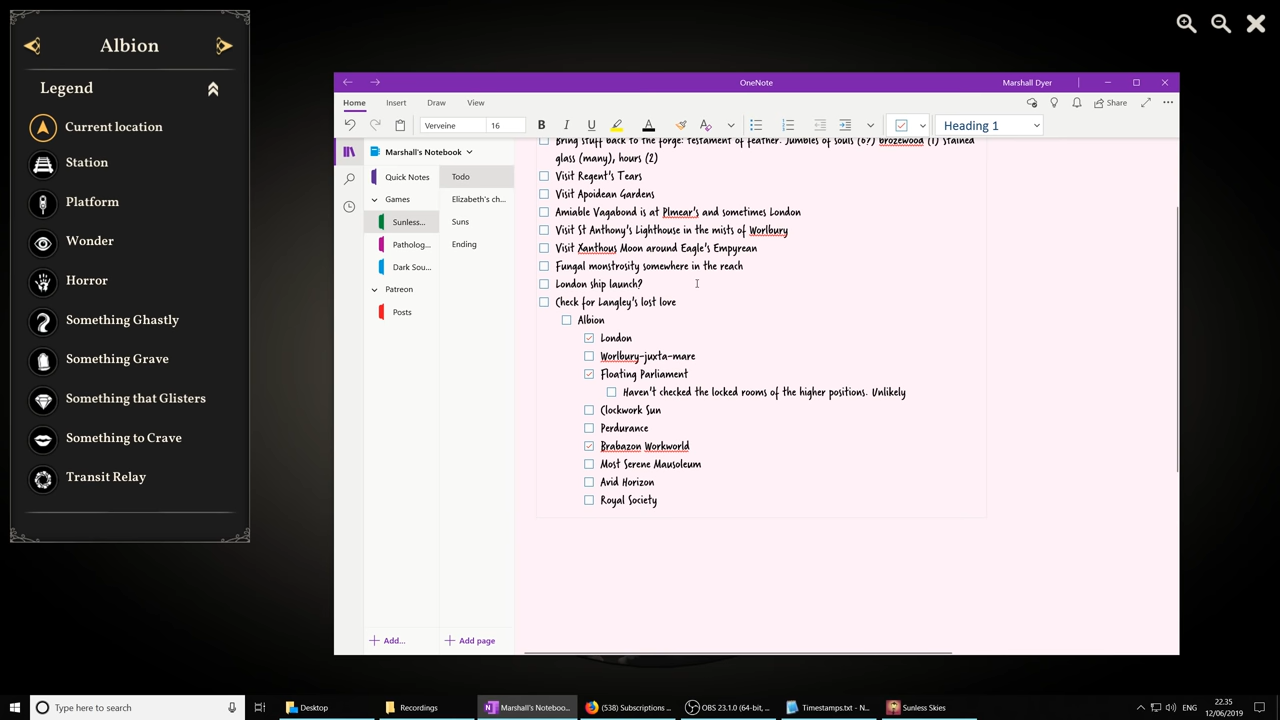 Albion
Legend
Current location
Station
Platform
Wonder
Horror
Something Ghastly
Something Grave
Something that Glisters
Something to Crave
Transit Relay
OneNote
Marshall Dyer
Home
Insert
Draw
View
Share
Verveine
16
B
I
U
A
Heading 1
Marshall's Notebook
Quick Notes
Games
Sunless...
Patholog...
Dark Sou...
Patreon
Posts
Add...
Todo
Elizabeth's ch...
Suns
Ending
Add page
Bring stuff back to the forge: testament of feather. Jumbles of souls (6?) Brozewood (1) Stained
glass (many), hours (2)
Visit Regent's Tears
Visit Apoidean Gardens
Amiable Vagabond is at Plmear's and sometimes London
Visit St Anthony's Lighthouse in the mists of Worlbury
Visit Xanthous Moon around Eagle's Empyrean
Fungal monstrosity somewhere in the reach
London ship launch?
Check for Langley's lost love
Albion
London
Worlbury-juxta-mare
Floating Parliament
Haven't checked the locked rooms of the higher positions. Unlikely
Clockwork Sun
Perdurance
Brabazon Workworld
Most Serene Mausoleum
Avid Horizon
Royal Society
Type here to search
Desktop
Recordings
Marshall's Noteboo...
(538) Subscriptions ...
OBS 23.1.0 (64-bit, ...
Timestamps.txt - N...
Sunless Skies
ENG
22.35
12/06/2019